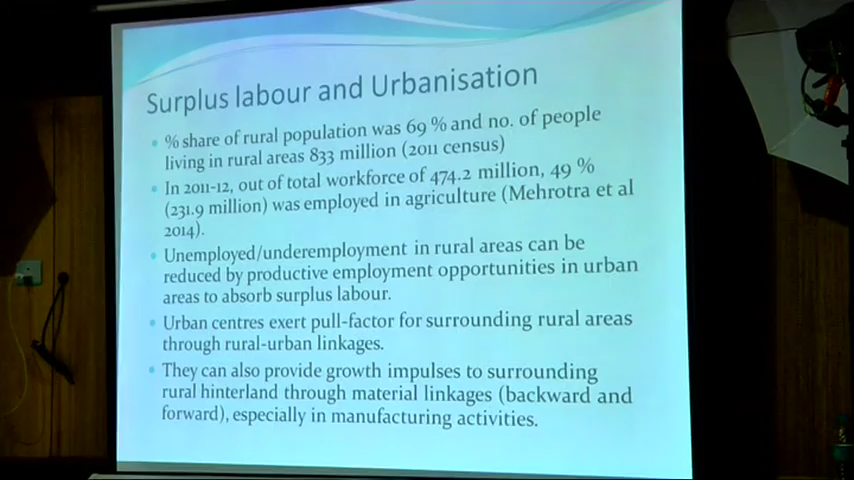 Surplus labour and Urbanisation
% share of rural population was 69 % and no. of people
living in rural areas 833 million (2011 census)
In 2011-12, out of total workforce of 474.2 million, 49 %
(231.9 million) was employed in agriculture (Mehrotra et al
2014).
Unemployed/underemployment in rural areas can be
reduced by productive employment opportunities in urban
areas to absorb surplus labour.
Urban centres exert pull-factor for surrounding rural areas
through rural-urban linkages.
They can also provide growth impulses to surrounding
rural hinterland through material linkages (backward and
forward), especially in manufacturing activities.